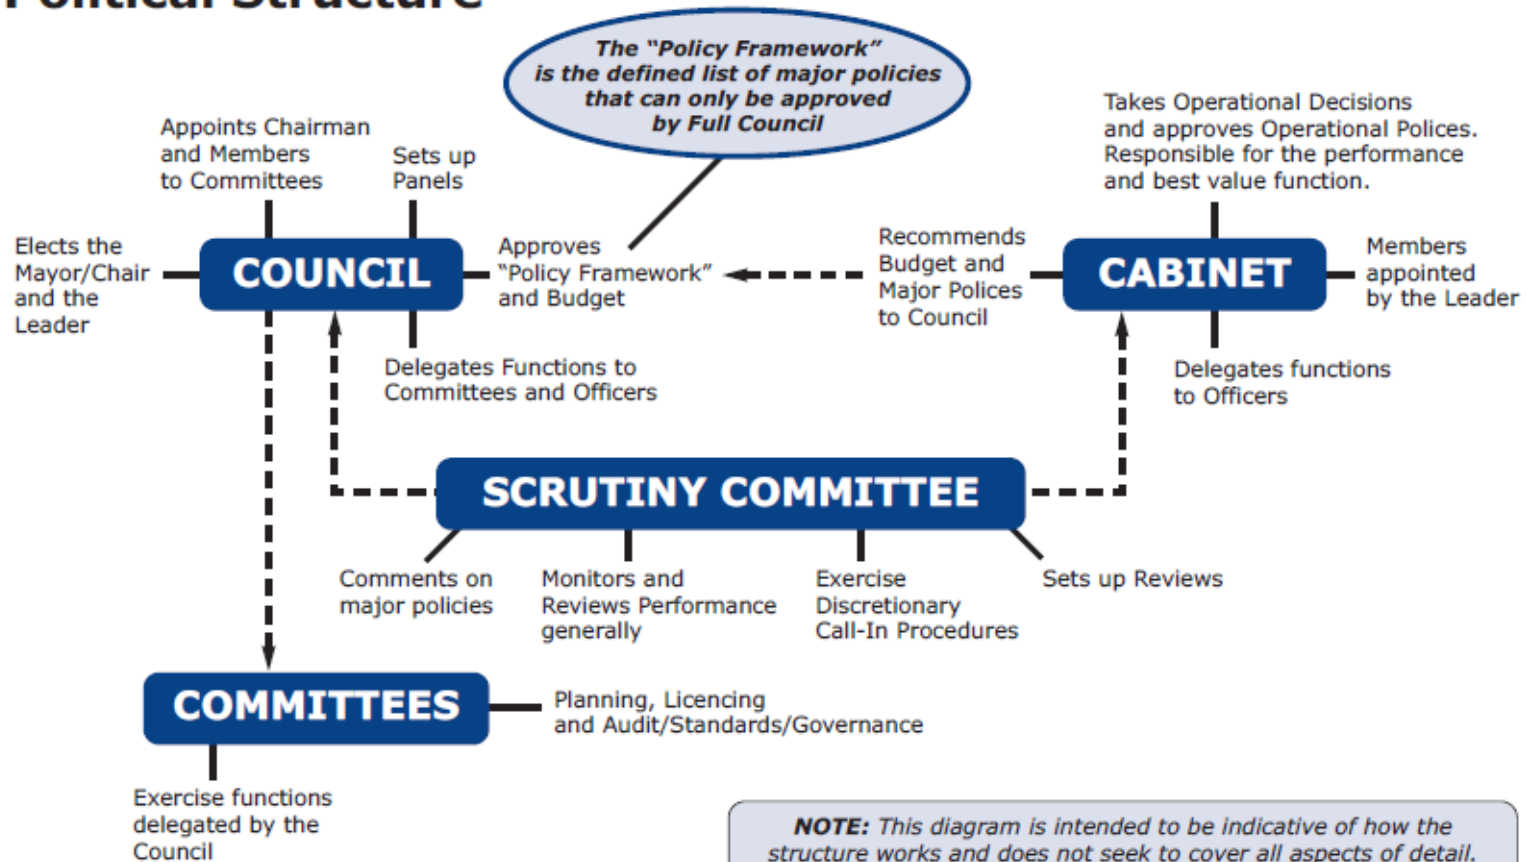 Political Structure
The “Policy Framework”
is the defined list of major policies
that can only be approved
by Full Council
Appoints Chairman
and Members
to Committees
Sets up
Panels
Takes Operational Decisions
and approves Operational Polices.
Responsible for the performance
and best value function.
Elects the
Mayor/Chair
and the
Leader
COUNCIL
Approves
“Policy Framework”
and Budget
Recommends
Budget and
Major Polices
to Council
CABINET
Members
appointed
by the Leader
Delegates Functions to
Committees and Officers
Delegates functions
to Officers
SCRUTINY COMMITTEE
Comments on
major policies
Monitors and
Reviews Performance
generally
Exercise
Discretionary
Call-In Procedures
Sets up Reviews
COMMITTEES
Planning, Licencing
and Audit/Standards/Governance
Exercise functions
delegated by the
Council
NOTE: This diagram is intended to be indicative of how the
structure works and does not seek to cover all aspects of detail.